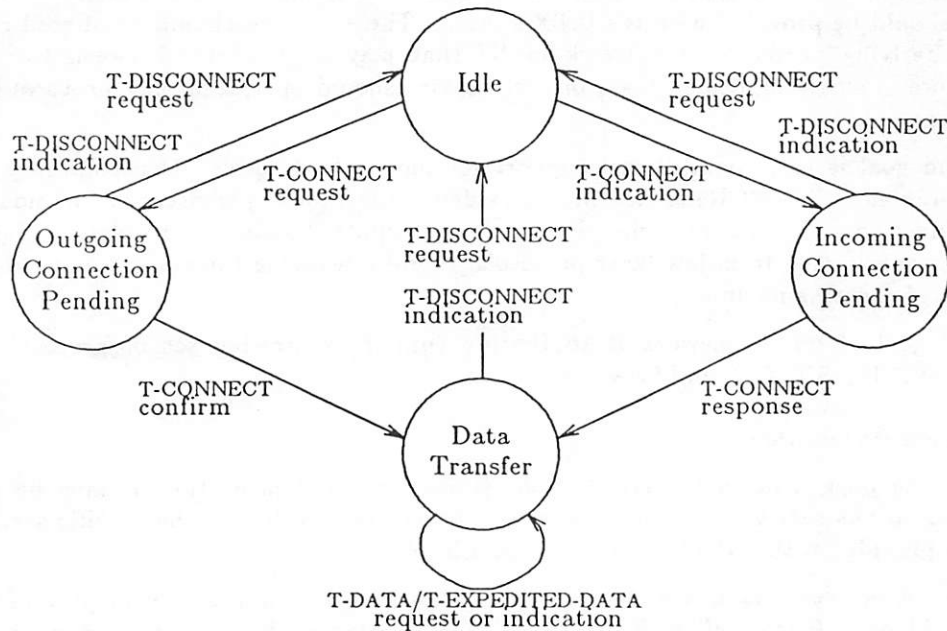 T-DISCONNECT
request
Idle
T-DISCONNECT
request
T-DISCONNECT
indication
T-DISCONNECT
indication
T-CONNECT
request
T-CONNECT
indication
Outgoing
Connection
Pending
T-DISCONNECT
request
T-DISCONNECT
indication
Incoming
Connection
Pending
T-CONNECT
confirm
T-CONNECT
response
Data
Transfer
T-DATA/T-EXPEDITED-DATA
request or indication